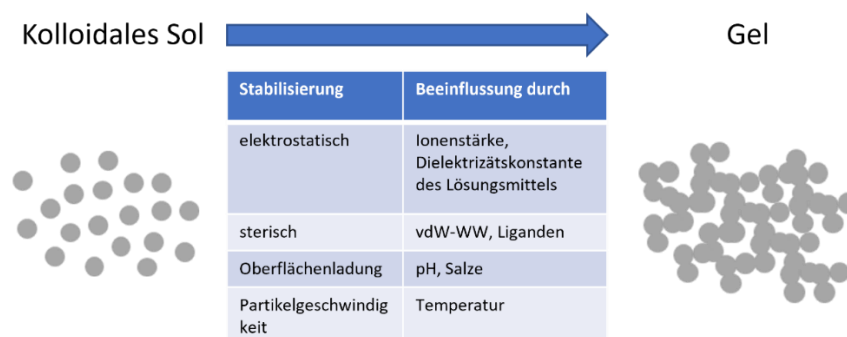 Kolloidales Sol
Gel
Stabilisierung
Beeinflussung durch
elektrostatisch
Ionenstärke,
Dielektrizätskonstante
des Lösungsmittels
sterisch
vdW-WW, Liganden
Oberflächenladung
pH, Salze
Partikelgeschwindig
keit
Temperatur